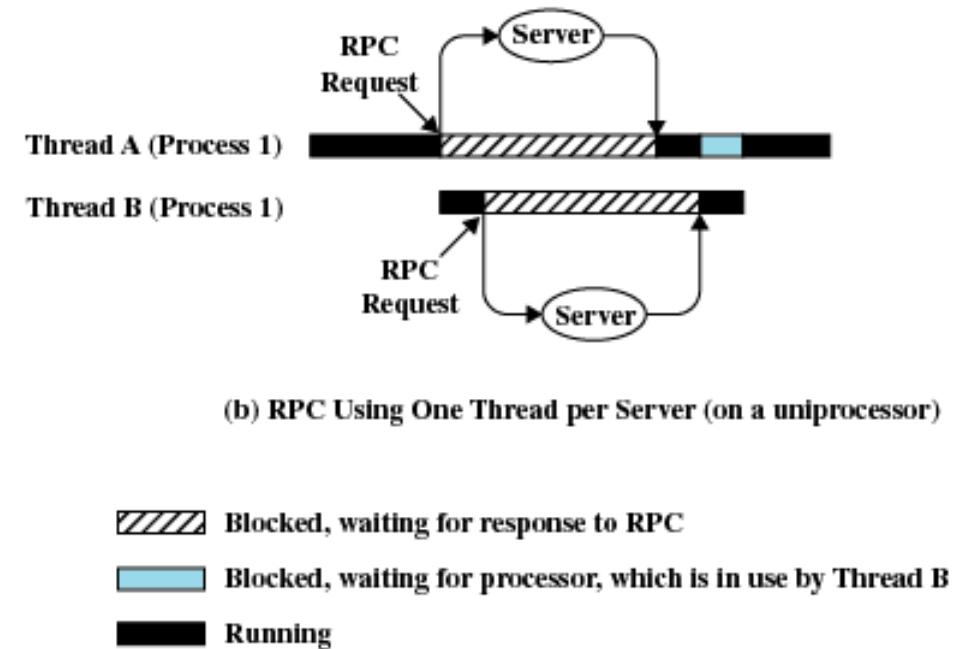 Server
RPC
Request
Thread A (Process 1)
Thread B (Process 1)
RPC
Request
Server
(b) RPC Using One Thread per Server (on a uniprocessor)
Blocked, waiting for response to RPC
Blocked, waiting for processor, which is in use by Thread B
Running